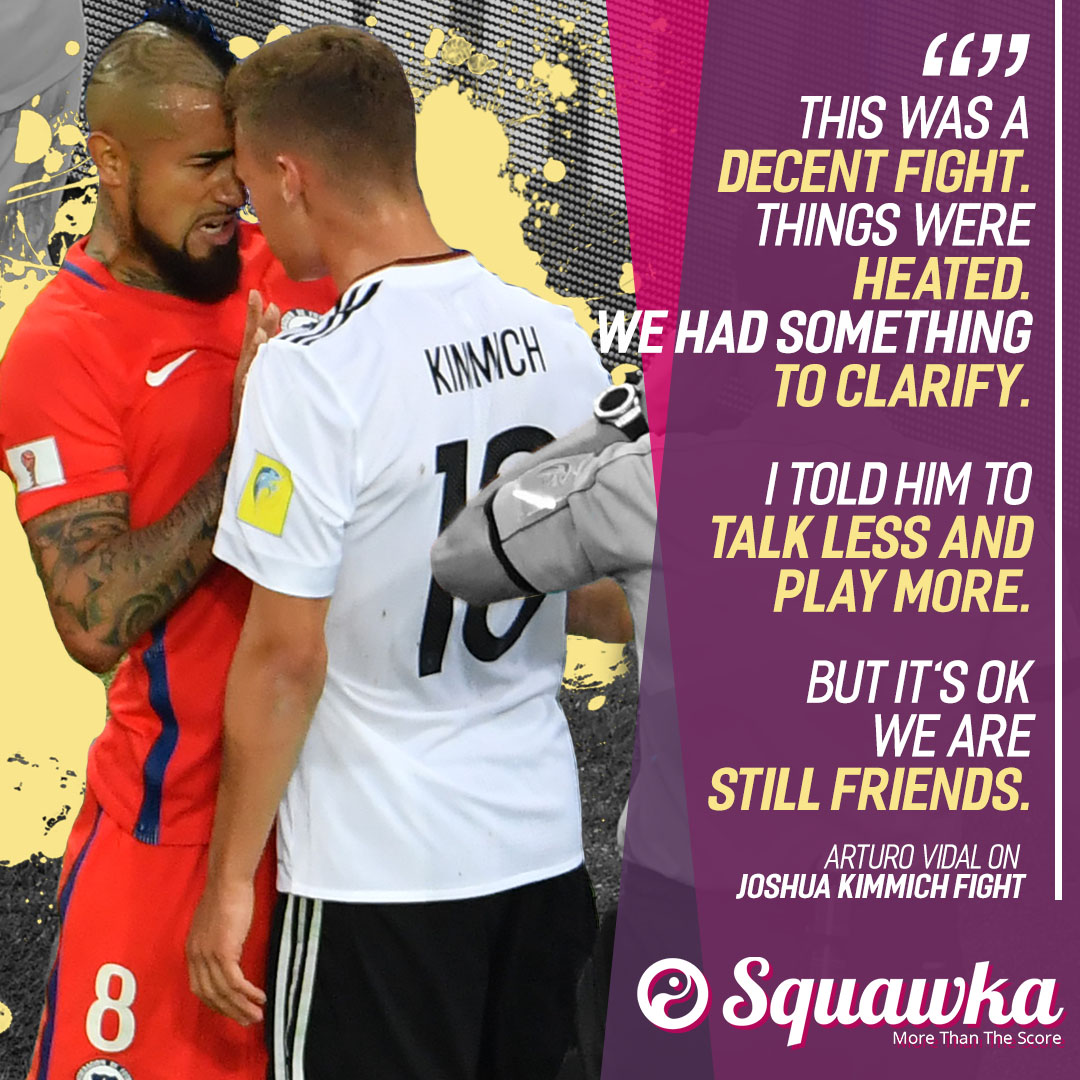 “”
THIS WAS A
DECENT FIGHT.
THINGS WERE
HEATED.
WE HAD SOMETHING
TO CLARIFY.
I TOLD HIM TO
TALK LESS AND
PLAY MORE.
BUT IT'S OK
WE ARE
STILL FRIENDS.
ARTURO VIDAL ON
JOSHUA KIMMICH FIGHT
Squawka
More Than The Score
KIMMICH
18
8